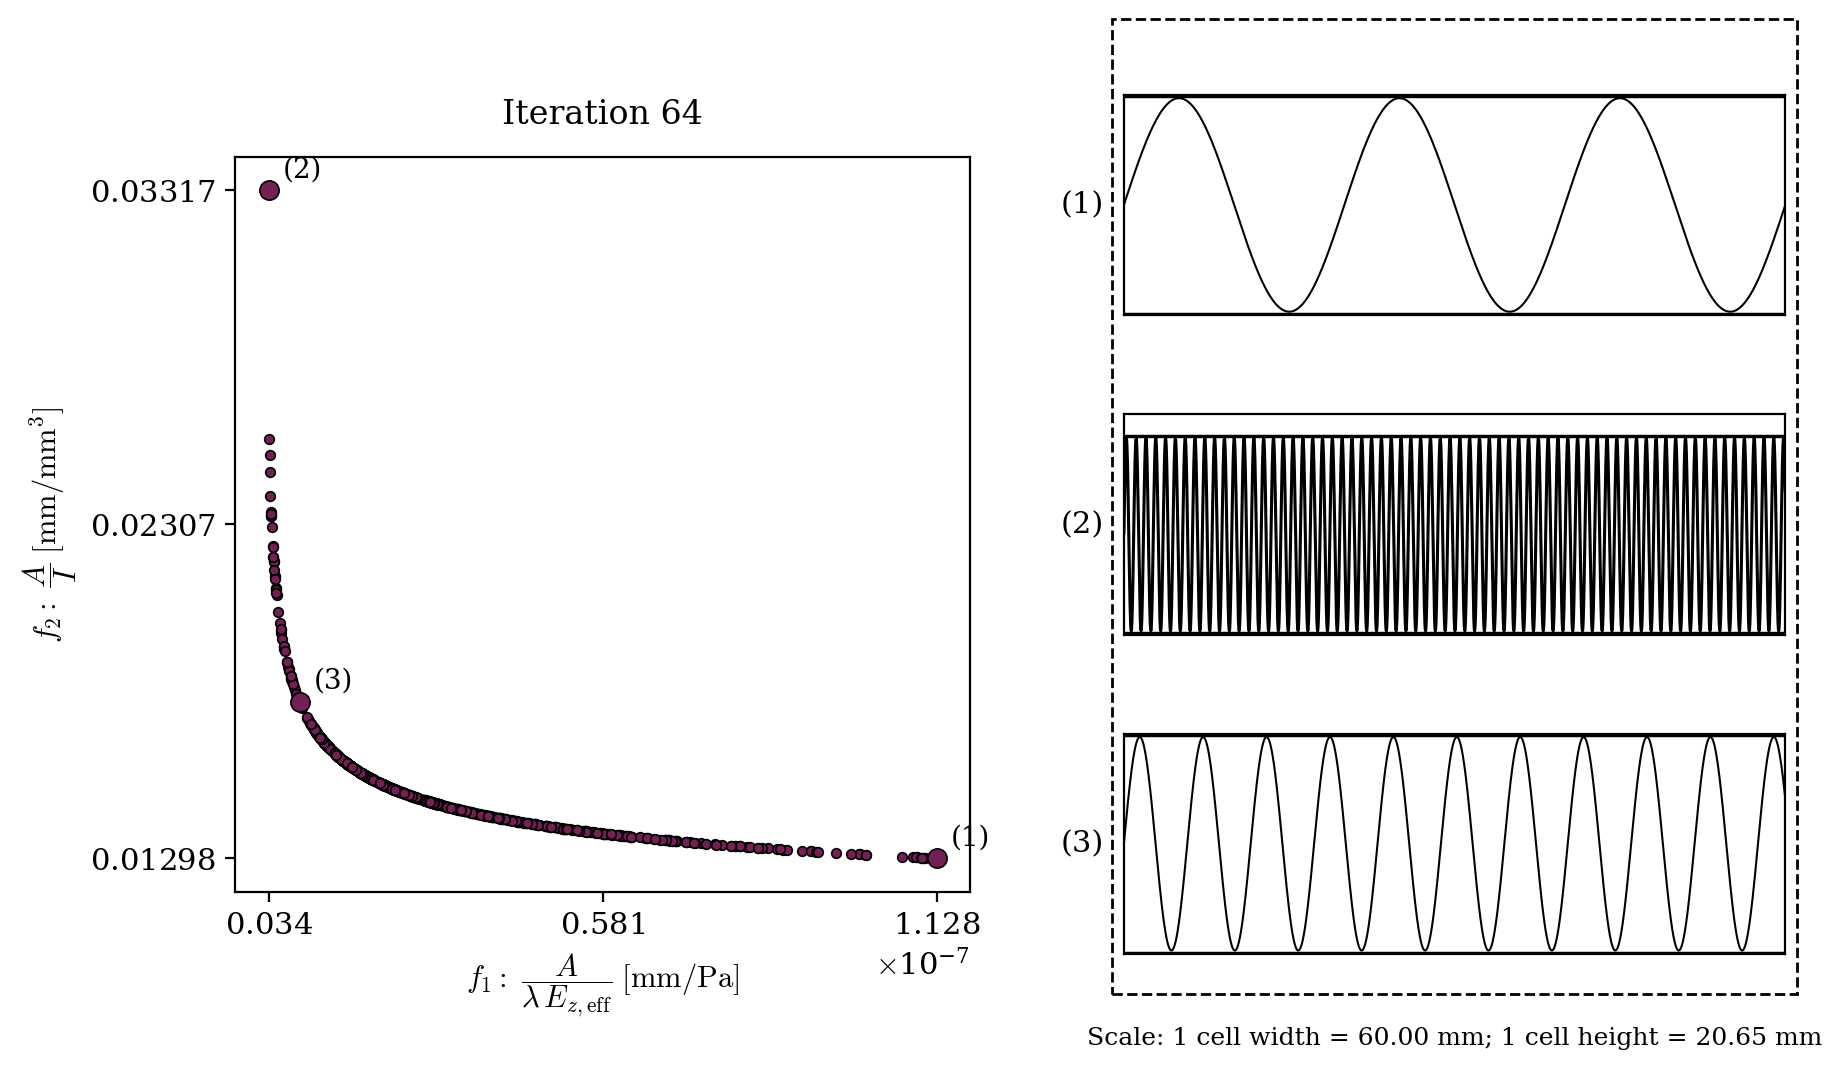 Iteration 64
(2)
0.03317
0.02307
0.01298
f₂ : A/I [mm/mm³]
(3)
(1)
0.034 0.581 1.128
×10⁻⁷
f₁ : A/(λ E_z,eff) [mm/Pa]
(1)
(2)
(3)
Scale: 1 cell width = 60.00 mm; 1 cell height = 20.65 mm